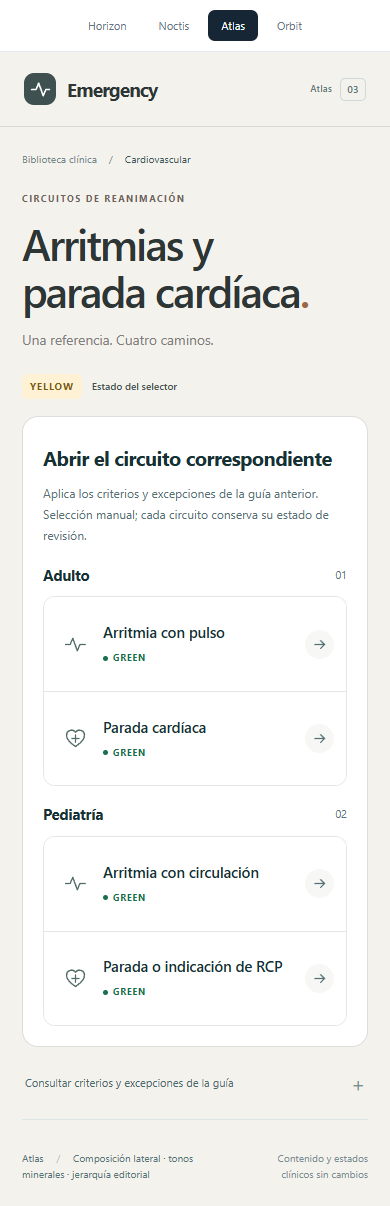 Horizon Noctis Atlas Orbit
Emergency Atlas 03
Biblioteca clínica / Cardiovascular
CIRCUITOS DE REANIMACIÓN
Arritmias y
parada cardíaca.
Una referencia. Cuatro caminos.
YELLOW Estado del selector
Abrir el circuito correspondiente
Aplica los criterios y excepciones de la guía anterior.
Selección manual; cada circuito conserva su estado de
revisión.
Adulto 01
Arritmia con pulso
GREEN
Parada cardíaca
GREEN
Pediatría 02
Arritmia con circulación
GREEN
Parada o indicación de RCP
GREEN
Consultar criterios y excepciones de la guía +
Atlas / Composición lateral · tonos
minerales · jerarquía editorial
Contenido y estados
clínicos sin cambios